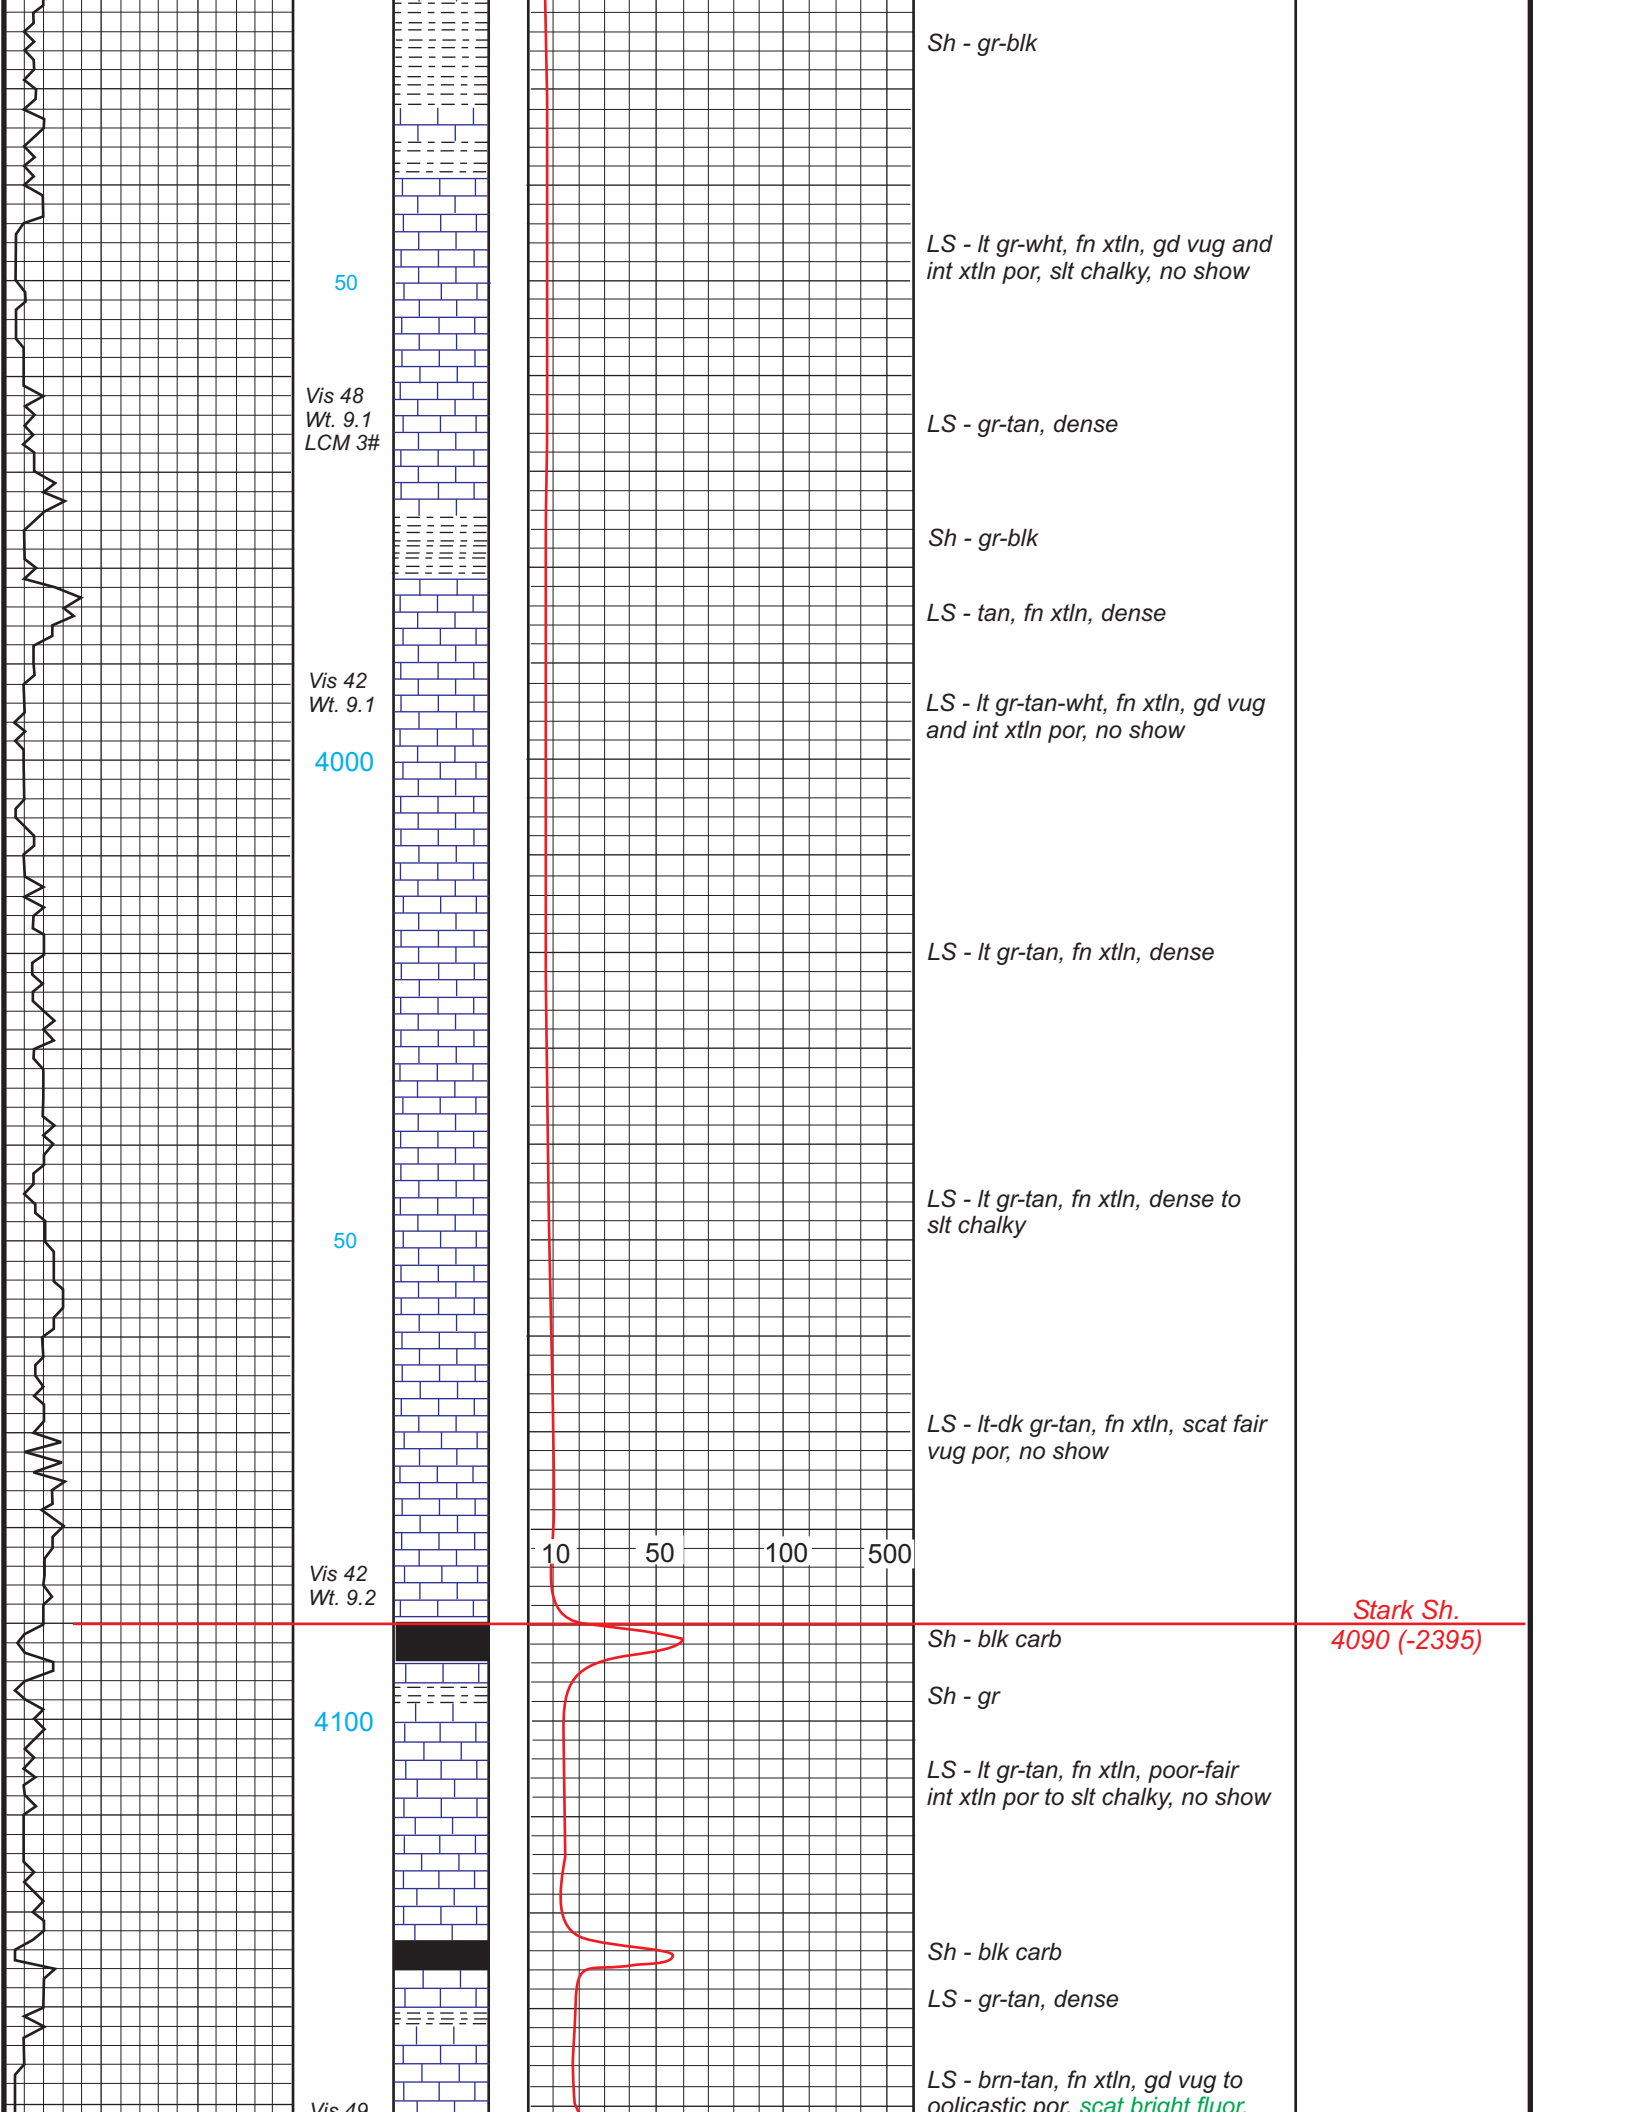 Sh - gr-blk
LS - lt gr-wht, fn xtln, gd vug and
int xtln por, slt chalky, no show
50
Vis 48
Wt. 9.1
LCM 3#
LS - gr-tan, dense
Sh - gr-blk
LS - tan, fn xtln, dense
Vis 42
Wt. 9.1
LS - lt gr-tan-wht, fn xtln, gd vug
and int xtln por, no show
4000
LS - lt gr-tan, fn xtln, dense
LS - lt gr-tan, fn xtln, dense to
slt chalky
50
LS - lt-dk gr-tan, fn xtln, scat fair
vug por, no show
10 50 100 500
Vis 42
Wt. 9.2
Stark Sh.
4090 (-2395)
Sh - blk carb
Sh - gr
4100
LS - lt gr-tan, fn xtln, poor-fair
int xtln por to slt chalky, no show
Sh - blk carb
LS - gr-tan, dense
LS - brn-tan, fn xtln, gd vug to
oolicastic por, scat bright fluor,
Vis 49